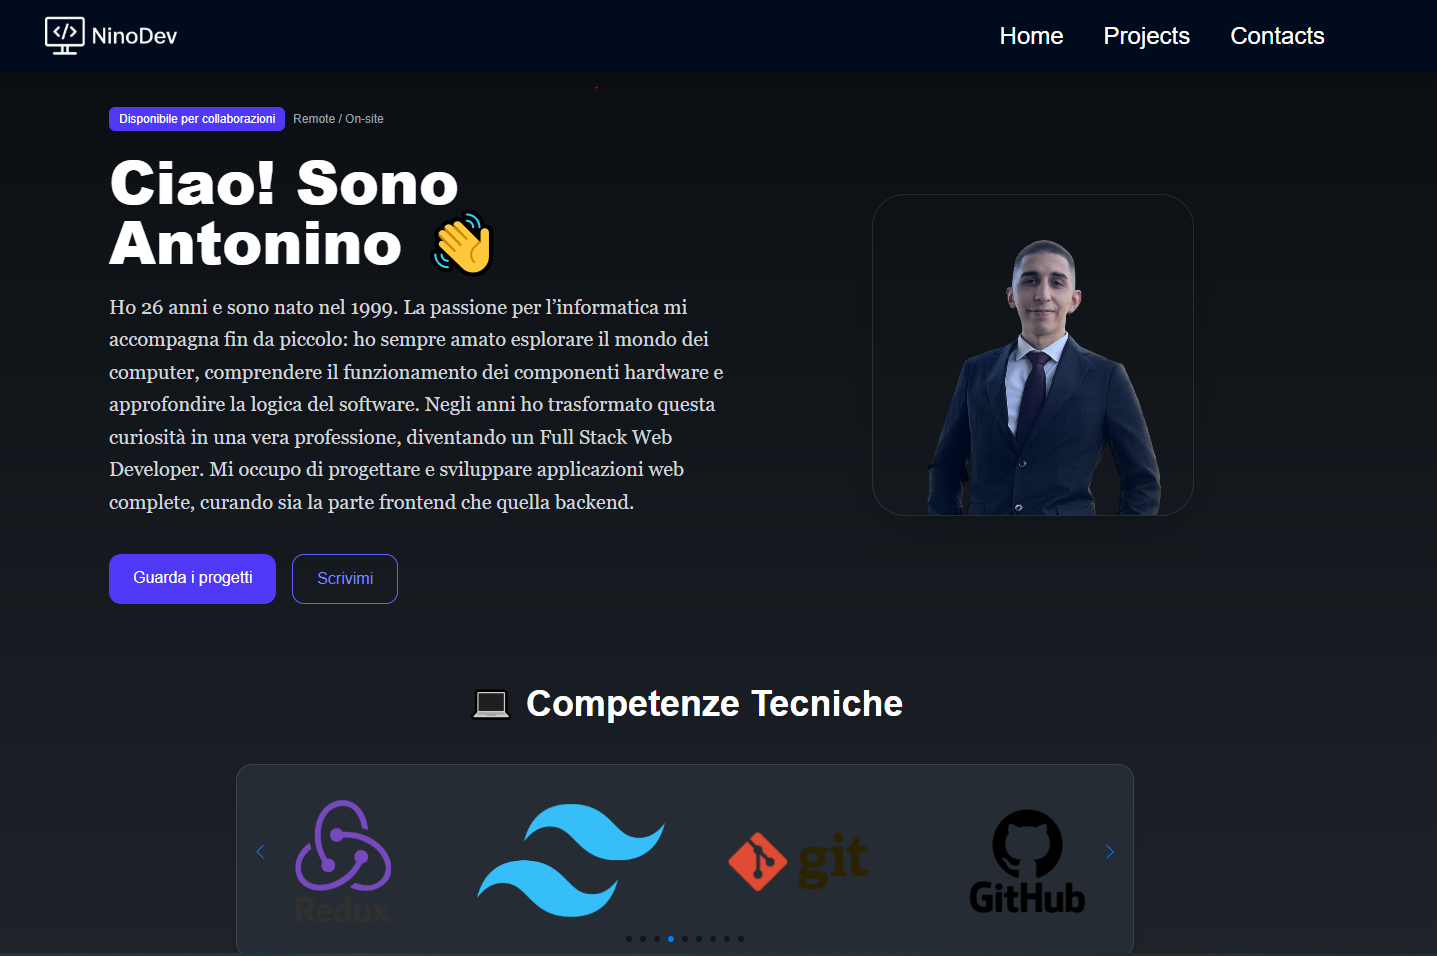 NinoDev
Home Projects Contacts
Disponibile per collaborazioni Remote / On-site
Ciao! Sono
Antonino 👋
Ho 26 anni e sono nato nel 1999. La passione per l’informatica mi
accompagna fin da piccolo: ho sempre amato esplorare il mondo dei
computer, comprendere il funzionamento dei componenti hardware e
approfondire la logica del software. Negli anni ho trasformato questa
curiosità in una vera professione, diventando un Full Stack Web
Developer. Mi occupo di progettare e sviluppare applicazioni web
complete, curando sia la parte frontend che quella backend.
Guarda i progetti Scrivimi
💻 Competenze Tecniche
Redux git GitHub